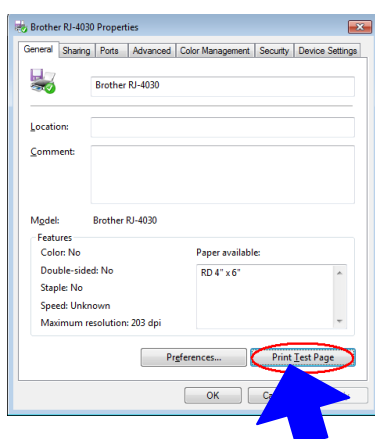 Brother RJ-4030 Properties
General Sharing Ports Advanced Color Management Security Device Settings
Brother RJ-4030
Location:
Comment:
Model: Brother RJ-4030
Features
Color: No Paper available:
Double-sided: No RD 4" x 6"
Staple: No
Speed: Unknown
Maximum resolution: 203 dpi
Preferences... Print Test Page
OK